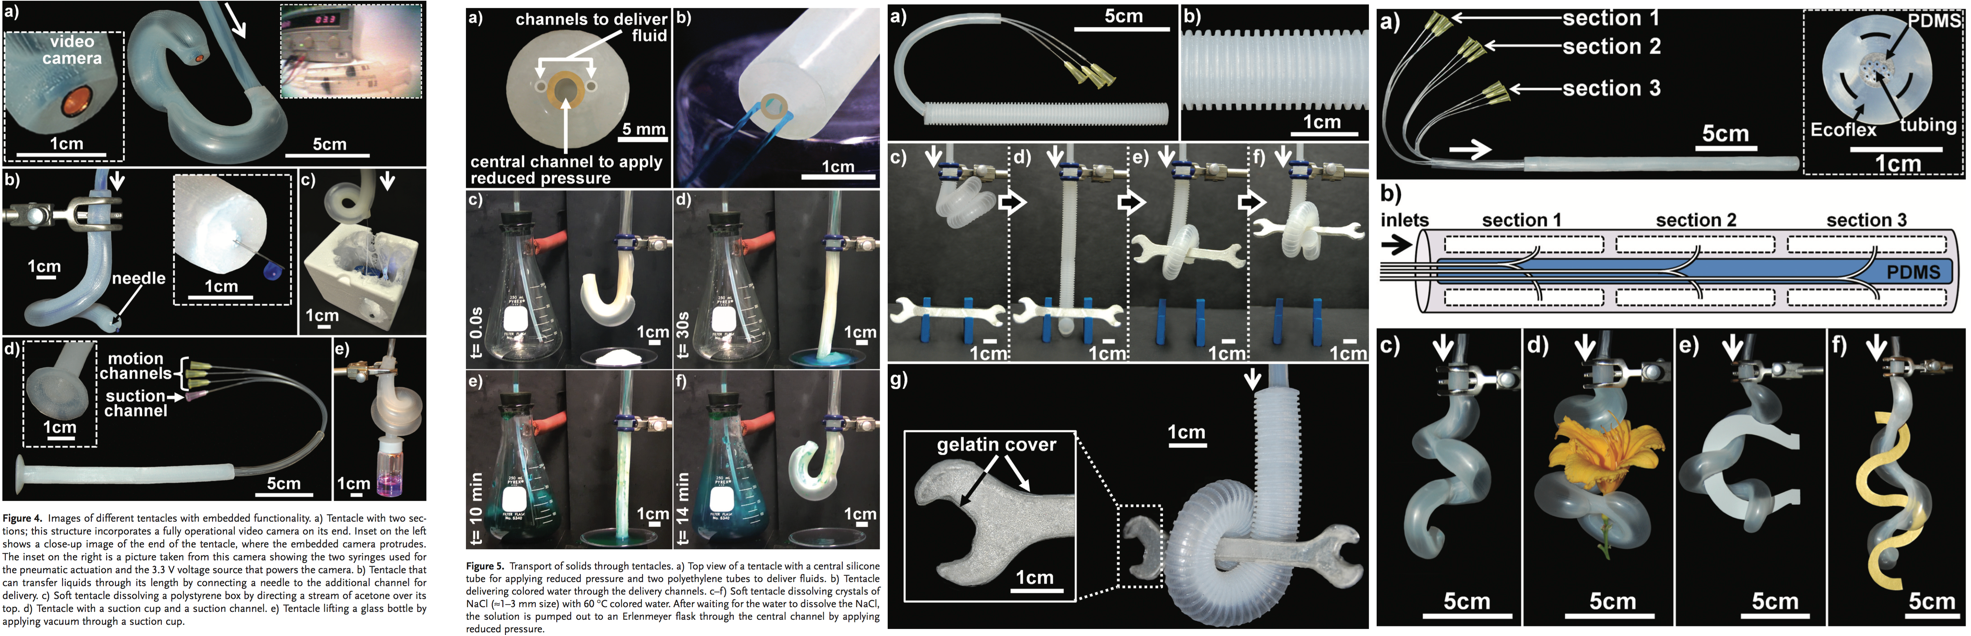 a)
video
camera
1cm
03.3
5cm
b)
1cm
needle
1cm
c)
1cm
d)
motion
channels
suction
channel
1cm
5cm
e)
1cm
Figure 4. Images of different tentacles with embedded functionality. a) Tentacle with two sec-
tions; this structure incorporates a fully operational video camera on its end. Inset on the left
shows a close-up image of the end of the tentacle, where the embedded camera protrudes.
The inset on the right is a picture taken from this camera showing the two syringes used for
the pneumatic actuation and the 3.3 V voltage source that powers the camera. b) Tentacle that
can transfer liquids through its length by connecting a needle to the additional channel for
delivery. c) Soft tentacle dissolving a polystyrene box by directing a stream of acetone over its
top. d) Tentacle with a suction cup and a suction channel. e) Tentacle lifting a glass bottle by
applying vacuum through a suction cup.
a)
channels to deliver
fluid
5 mm
central channel to apply
reduced pressure
b)
1cm
c)
t= 0.0s
1cm
d)
t= 30s
1cm
e)
t= 10 min
1cm
f)
t= 14 min
1cm
Figure 5. Transport of solids through tentacles. a) Top view of a tentacle with a central silicone
tube for applying reduced pressure and two polyethylene tubes to deliver fluids. b) Tentacle
delivering colored water through the delivery channels. c–f) Soft tentacle dissolving crystals of
NaCl (≈1–3 mm size) with 60 °C colored water. After waiting for the water to dissolve the NaCl,
the solution is pumped out to an Erlenmeyer flask through the central channel by applying
reduced pressure.
a)
5cm
b)
1cm
c)
1cm
d)
1cm
e)
1cm
f)
1cm
g)
1cm
gelatin cover
1cm
a)
section 1
section 2
section 3
5cm
PDMS
Ecoflex
tubing
1cm
b)
inlets
section 1
section 2
section 3
PDMS
c)
5cm
d)
5cm
e)
5cm
f)
5cm